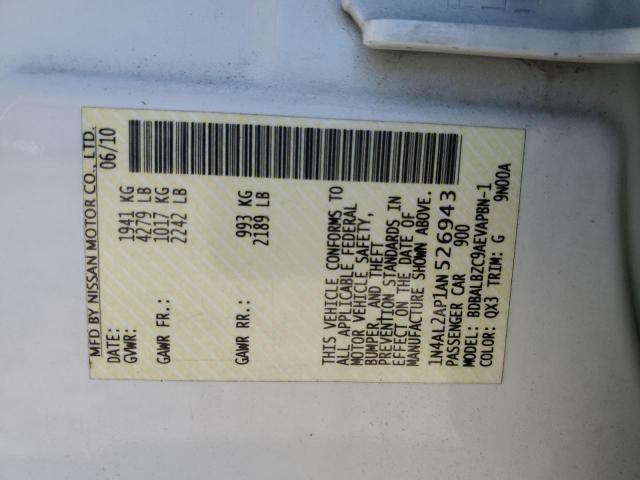 MFD BY NISSAN MOTOR CO., LTD.
DATE: 06/10
GVWR: 1941 KG
4279 LB
GAWR FR.: 1017 KG
2242 LB
GAWR RR.: 993 KG
2189 LB
THIS VEHICLE CONFORMS TO
ALL APPLICABLE FEDERAL
MOTOR VEHICLE SAFETY,
BUMPER, AND THEFT
PREVENTION STANDARDS IN
EFFECT ON THE DATE OF
MANUFACTURE SHOWN ABOVE.
1N4AL2AP1AN526943
PASSENGER CAR 900
MODEL: BDBALBZC9AEVAPBN-1
COLOR: QX3 TRIM: G 9N00A